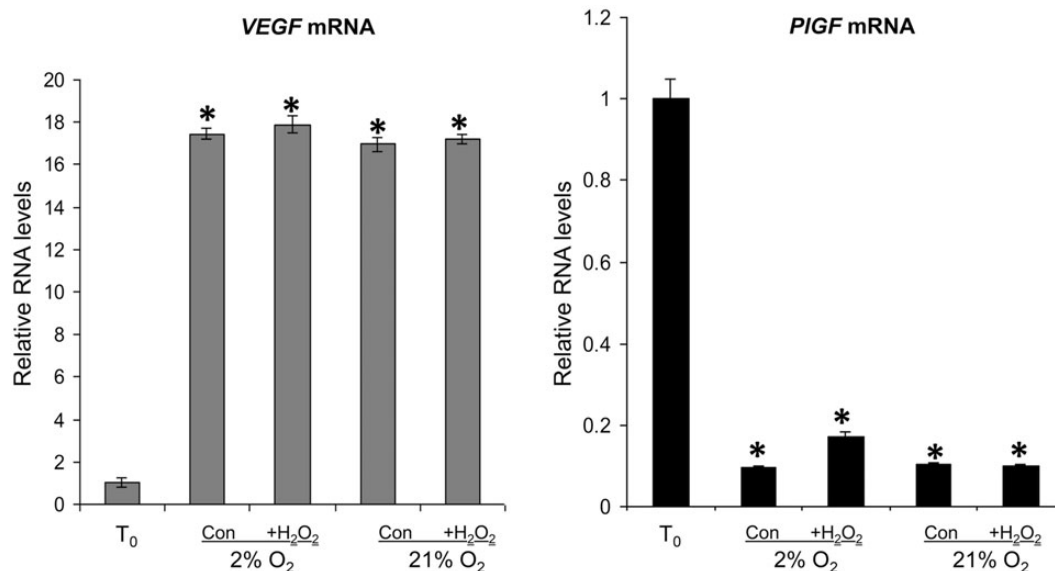 VEGF mRNA
Relative RNA levels
20
18
16
14
12
10
8
6
4
2
0
* * * *
T₀ Con +H₂O₂ Con +H₂O₂
2% O₂ 21% O₂
PlGF mRNA
Relative RNA levels
1.2
1
0.8
0.6
0.4
0.2
0
* * * *
T₀ Con +H₂O₂ Con +H₂O₂
2% O₂ 21% O₂